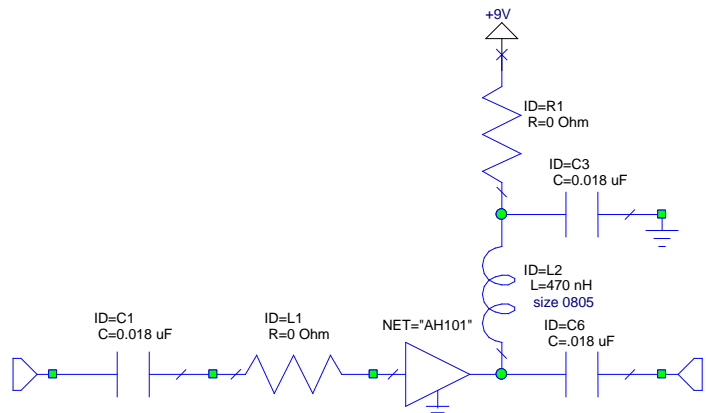 +9V
ID=R1
R=0 Ohm
ID=C3
C=0.018 uF
ID=L2
L=470 nH
size 0805
ID=C1
C=0.018 uF
ID=L1
R=0 Ohm
NET="AH101"
ID=C6
C=.018 uF